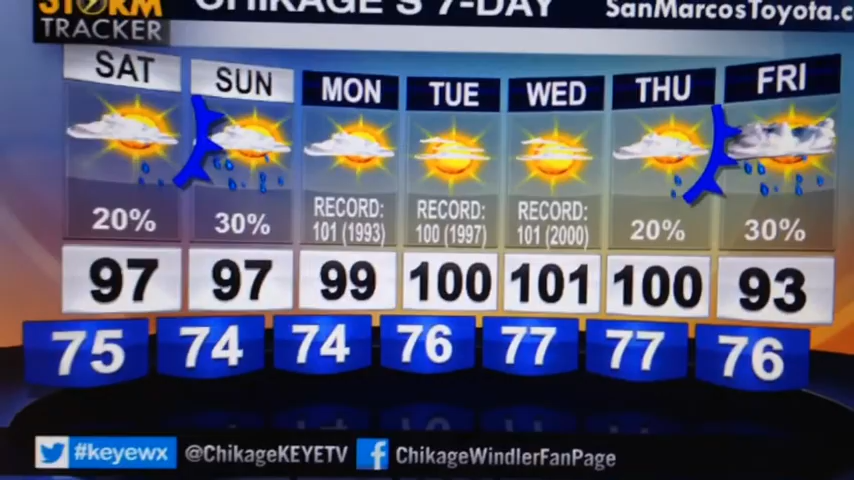 STORM
TRACKER
CHIKAGE'S 7-DAY
SanMarcosToyota.c
SAT SUN MON TUE WED THU FRI
20% 30% RECORD: RECORD: RECORD: 20% 30%
101 (1993) 100 (1997) 101 (2000)
97 97 99 100 101 100 93
75 74 74 76 77 77 76
#keyewx @ChikageKEYETV f ChikageWindlerFanPage